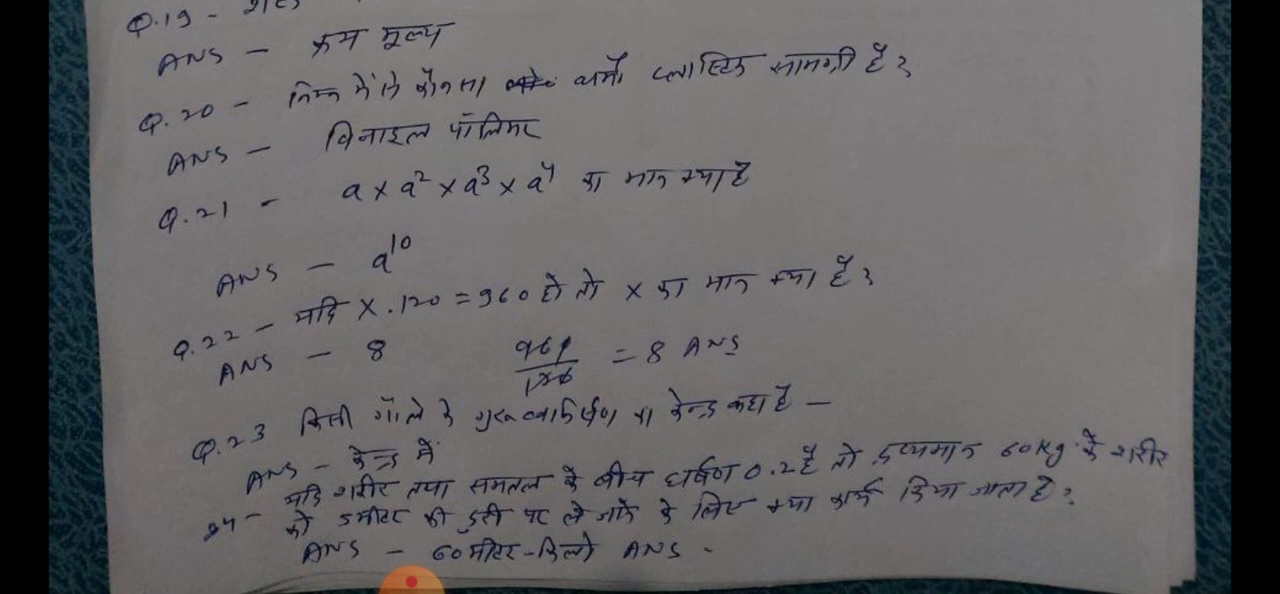 Q.19 -
ANS - क्रय मूल्य
Q.20 - निम्न में से कौनसा थर्मो प्लास्टिक सामग्री है?
ANS - विनाइल पॉलिमर
Q.21 - a x a² x a³ x a⁴ का मान क्या है
ANS - a¹⁰
Q.22 - यदि x.120 = 960 हो तो x का मान क्या है?
ANS - 8 960/120 = 8 ANS
Q.23 किसी गोले के गुरुत्वाकर्षण का केन्द्र कहा है -
ANS - केन्द्र में
24 - यदि शरीर तथा समतल के बीच घर्षण 0.2 है तो द्रव्यमान 60Kg के शरीर
को 5 मीटर की दुरी पर ले जाने के लिए क्या कार्य किया जाता है?
ANS - 60 मीटर-किलो ANS -